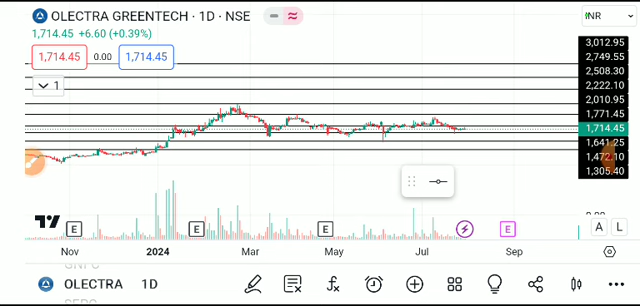 OLECTRA GREENTECH · 1D · NSE
INR
1,714.45 +6.60 (+0.39%)
1,714.45 0.00 1,714.45
1
3,012.95
2,749.55
2,508.30
2,222.10
2,010.95
1,771.45
1,714.45
1,641.25
1,472.10
1,305.40
0.00
E E E E
A L
Nov 2024 Mar May Jul Sep
OLECTRA 1D